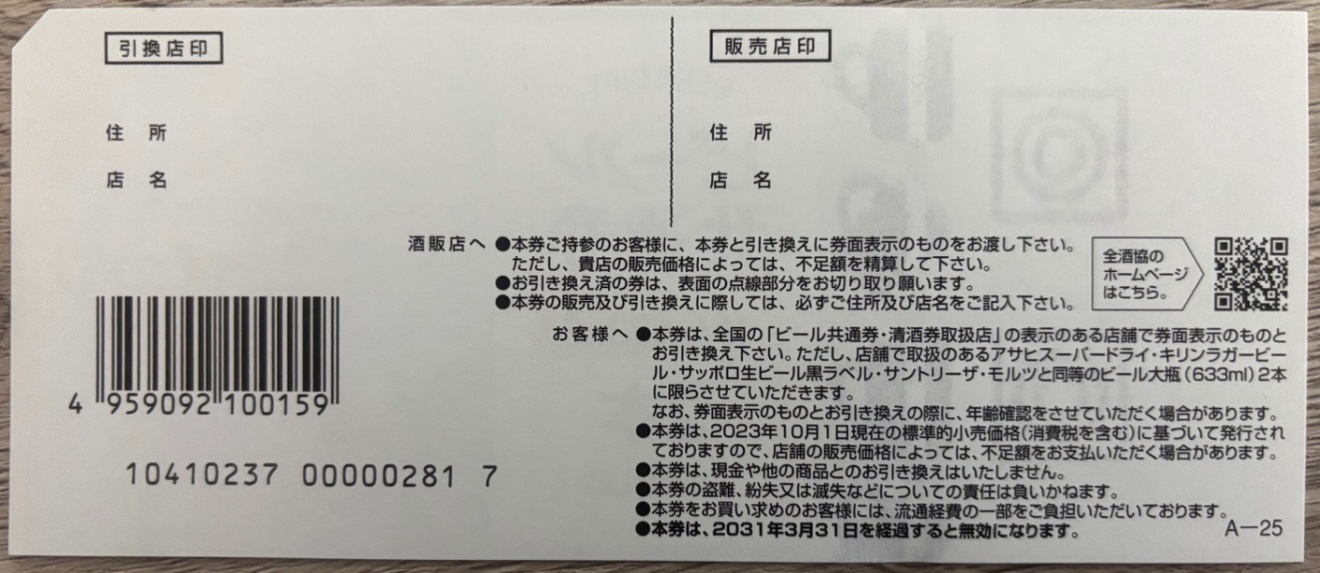 引換店印
住所
店名
販売店印
住所
店名
酒販店へ ●本券ご持参のお客様に、本券と引き換えに券面表示のものをお渡し下さい。
ただし、貴店の販売価格によっては、不足額を精算して下さい。
●お引き換え済の券は、表面の点線部分をお切り取り願います。
●本券の販売及び引き換えに際しては、必ずご住所及び店名をご記入下さい。
全酒協の
ホームページ
はこちら。
お客様へ ●本券は、全国の「ビール共通券・清酒券取扱店」の表示のある店舗で券面表示のものと
お引き換え下さい。ただし、店舗で取扱のあるアサヒスーパードライ・キリンラガービー
ル・サッポロ生ビール黒ラベル・サントリーザ・モルツと同等のビール大瓶(633ml)2本
に限らさせていただきます。
なお、券面表示のものとお引き換えの際に、年齢確認をさせていただく場合があります。
●本券は、2023年10月1日現在の標準的小売価格(消費税を含む)に基づいて発行され
ておりますので、店舗の販売価格によっては、不足額をお支払いただく場合があります。
●本券は、現金や他の商品とのお引き換えはいたしません。
●本券の盗難、紛失又は滅失などについての責任は負いかねます。
●本券をお買い求めのお客様には、流通経費の一部をご負担いただいております。
●本券は、2031年3月31日を経過すると無効になります。
A-25
4 959092 100159
10410237 00000281 7